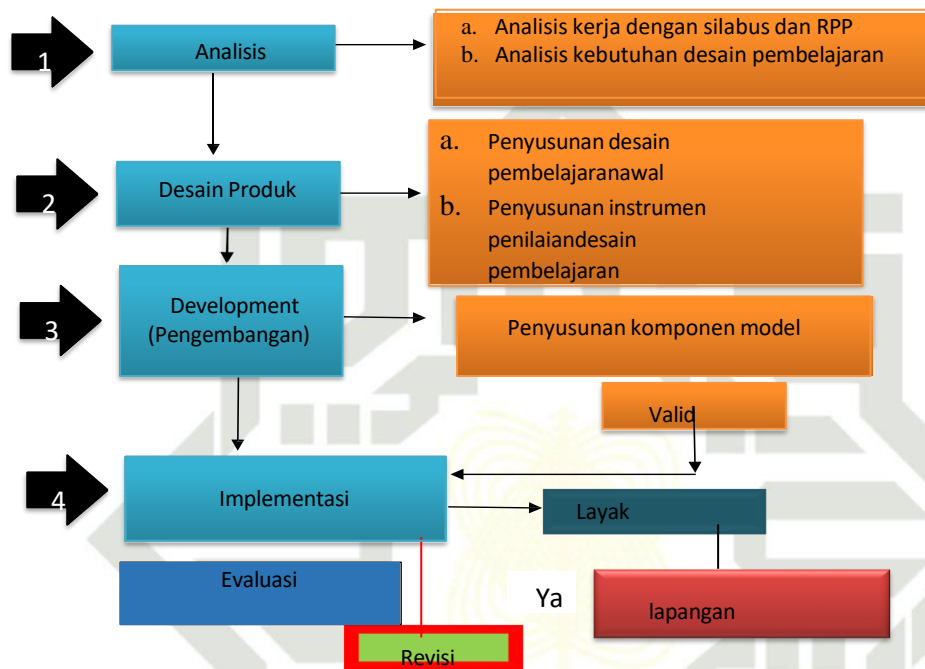 1
Analisis
a. Analisis kerja dengan silabus dan RPP
b. Analisis kebutuhan desain pembelajaran
2
Desain Produk
a. Penyusunan desain
pembelajaranawal
b. Penyusunan instrumen
penilaiandesain
pembelajaran
3
Development
(Pengembangan)
Penyusunan komponen model
Valid
4
Implementasi
Layak
Evaluasi
Ya
lapangan
Revisi